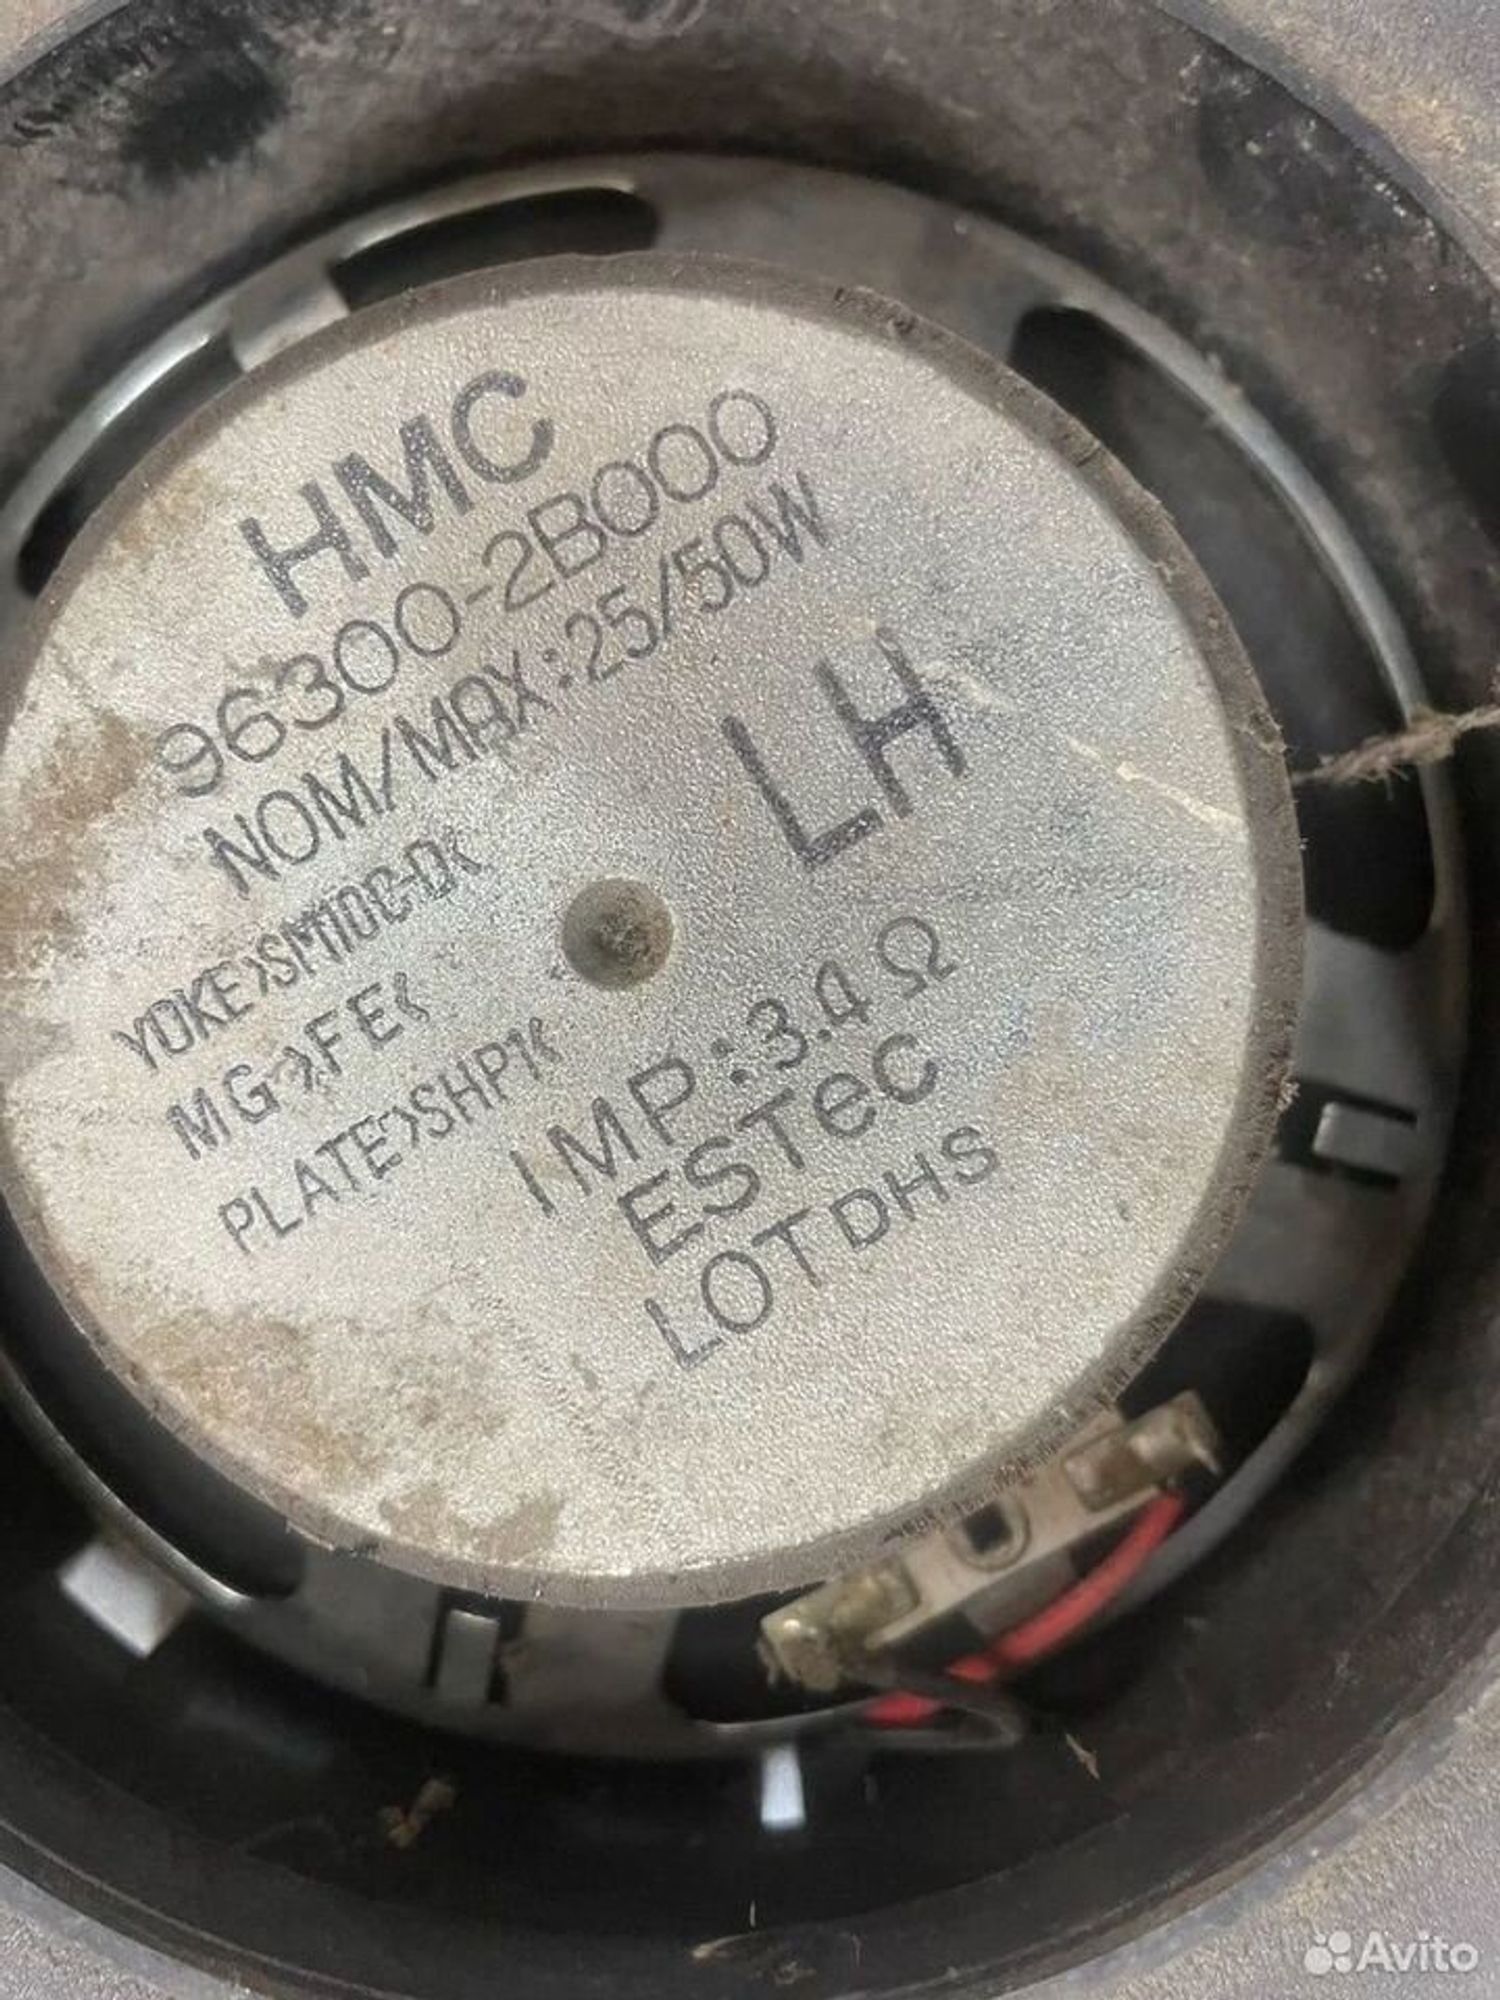 HMC
96300-2B000
NOM/MAX:25/50W
LH
YOKE>SM10C-D<
MG>FE<
PLATE>SHP1<
IMP:3.4Ω
ESTeC
LOTDHS
Avito